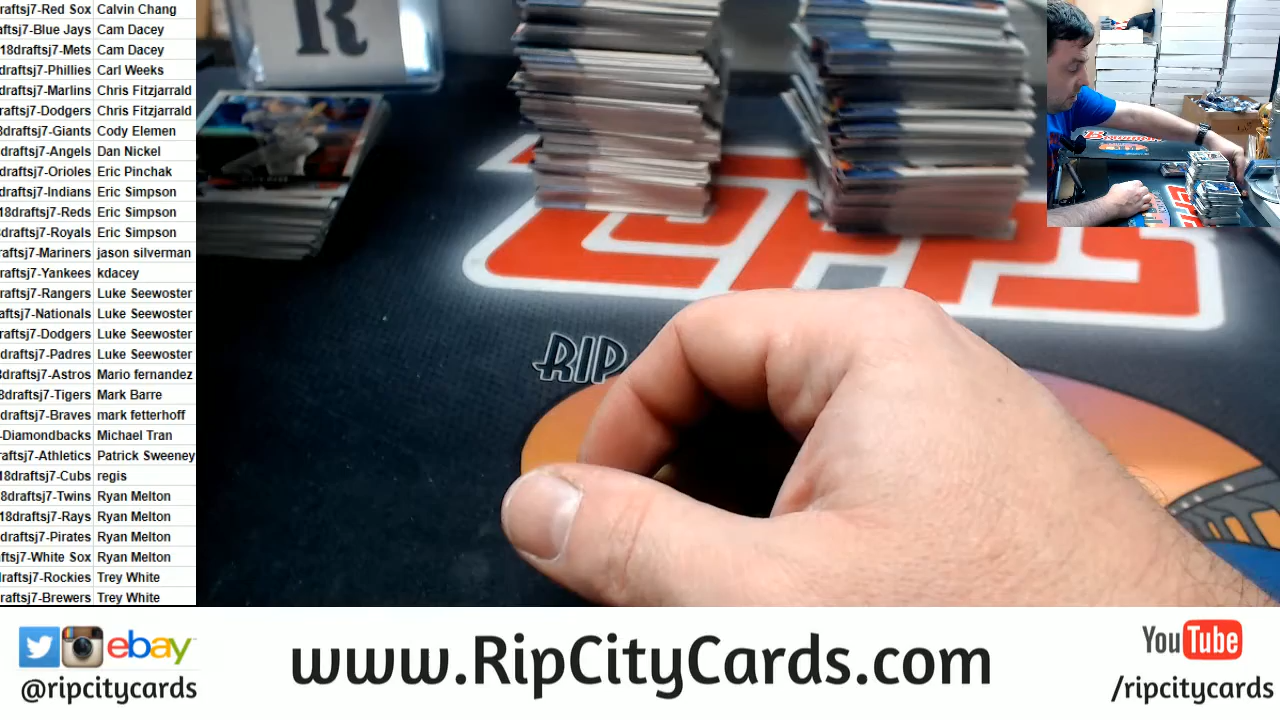 raftsj7-Red Sox Calvin Chang
aftsj7-Blue Jays Cam Dacey
18draftsj7-Mets Cam Dacey
draftsj7-Phillies Carl Weeks
draftsj7-Marlins Chris Fitzjarrald
draftsj7-Dodgers Chris Fitzjarrald
8draftsj7-Giants Cody Elemen
draftsj7-Angels Dan Nickel
draftsj7-Orioles Eric Pinchak
draftsj7-Indians Eric Simpson
18draftsj7-Reds Eric Simpson
draftsj7-Royals Eric Simpson
draftsj7-Mariners jason silverman
raftsj7-Yankees kdacey
raftsj7-Rangers Luke Seewoster
aftsj7-Nationals Luke Seewoster
draftsj7-Dodgers Luke Seewoster
draftsj7-Padres Luke Seewoster
8draftsj7-Astros Mario fernandez
8draftsj7-Tigers Mark Barre
draftsj7-Braves mark fetterhoff
-Diamondbacks Michael Tran
draftsj7-Athletics Patrick Sweeney
18draftsj7-Cubs regis
8draftsj7-Twins Ryan Melton
18draftsj7-Rays Ryan Melton
draftsj7-Pirates Ryan Melton
aftsj7-White Sox Ryan Melton
raftsj7-Rockies Trey White
raftsj7-Brewers Trey White
R
RIP
ebay
@ripcitycards
www.RipCityCards.com
YouTube
/ripcitycards